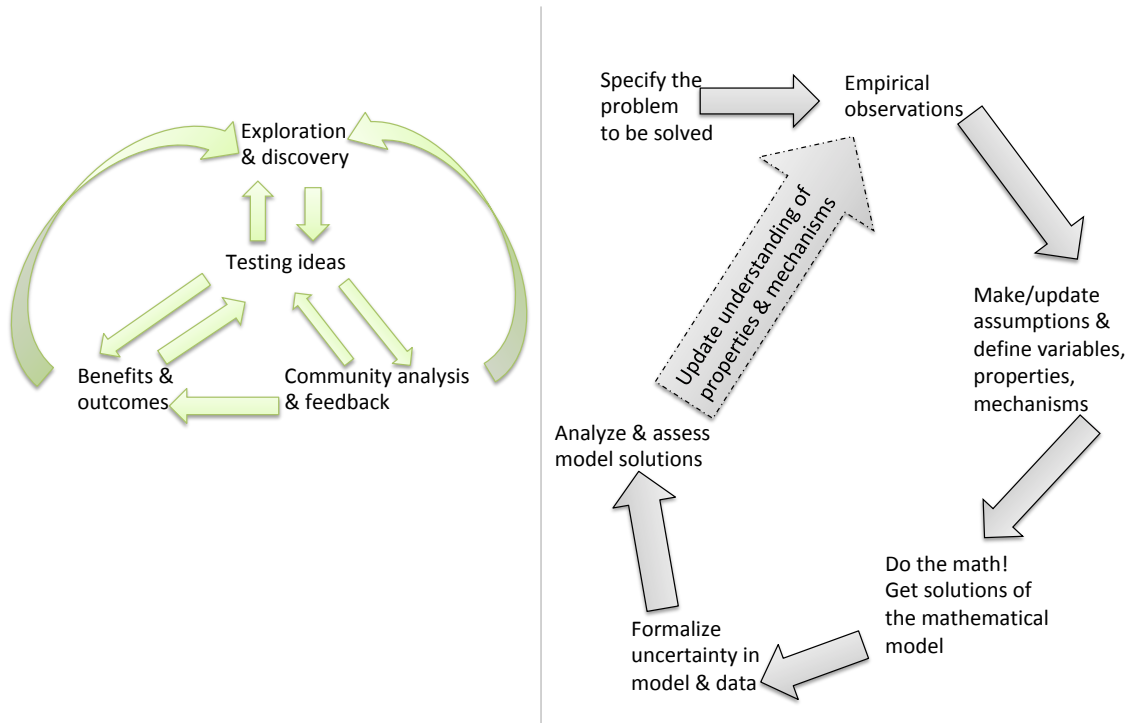 Exploration
& discovery
Testing ideas
Benefits &
outcomes
Community analysis
& feedback
Specify the
problem
to be solved
Empirical
observations
Make/update
assumptions &
define variables,
properties,
mechanisms
Do the math!
Get solutions of
the mathematical
model
Formalize
uncertainty in
model & data
Analyze & assess
model solutions
Update understanding of
properties & mechanisms